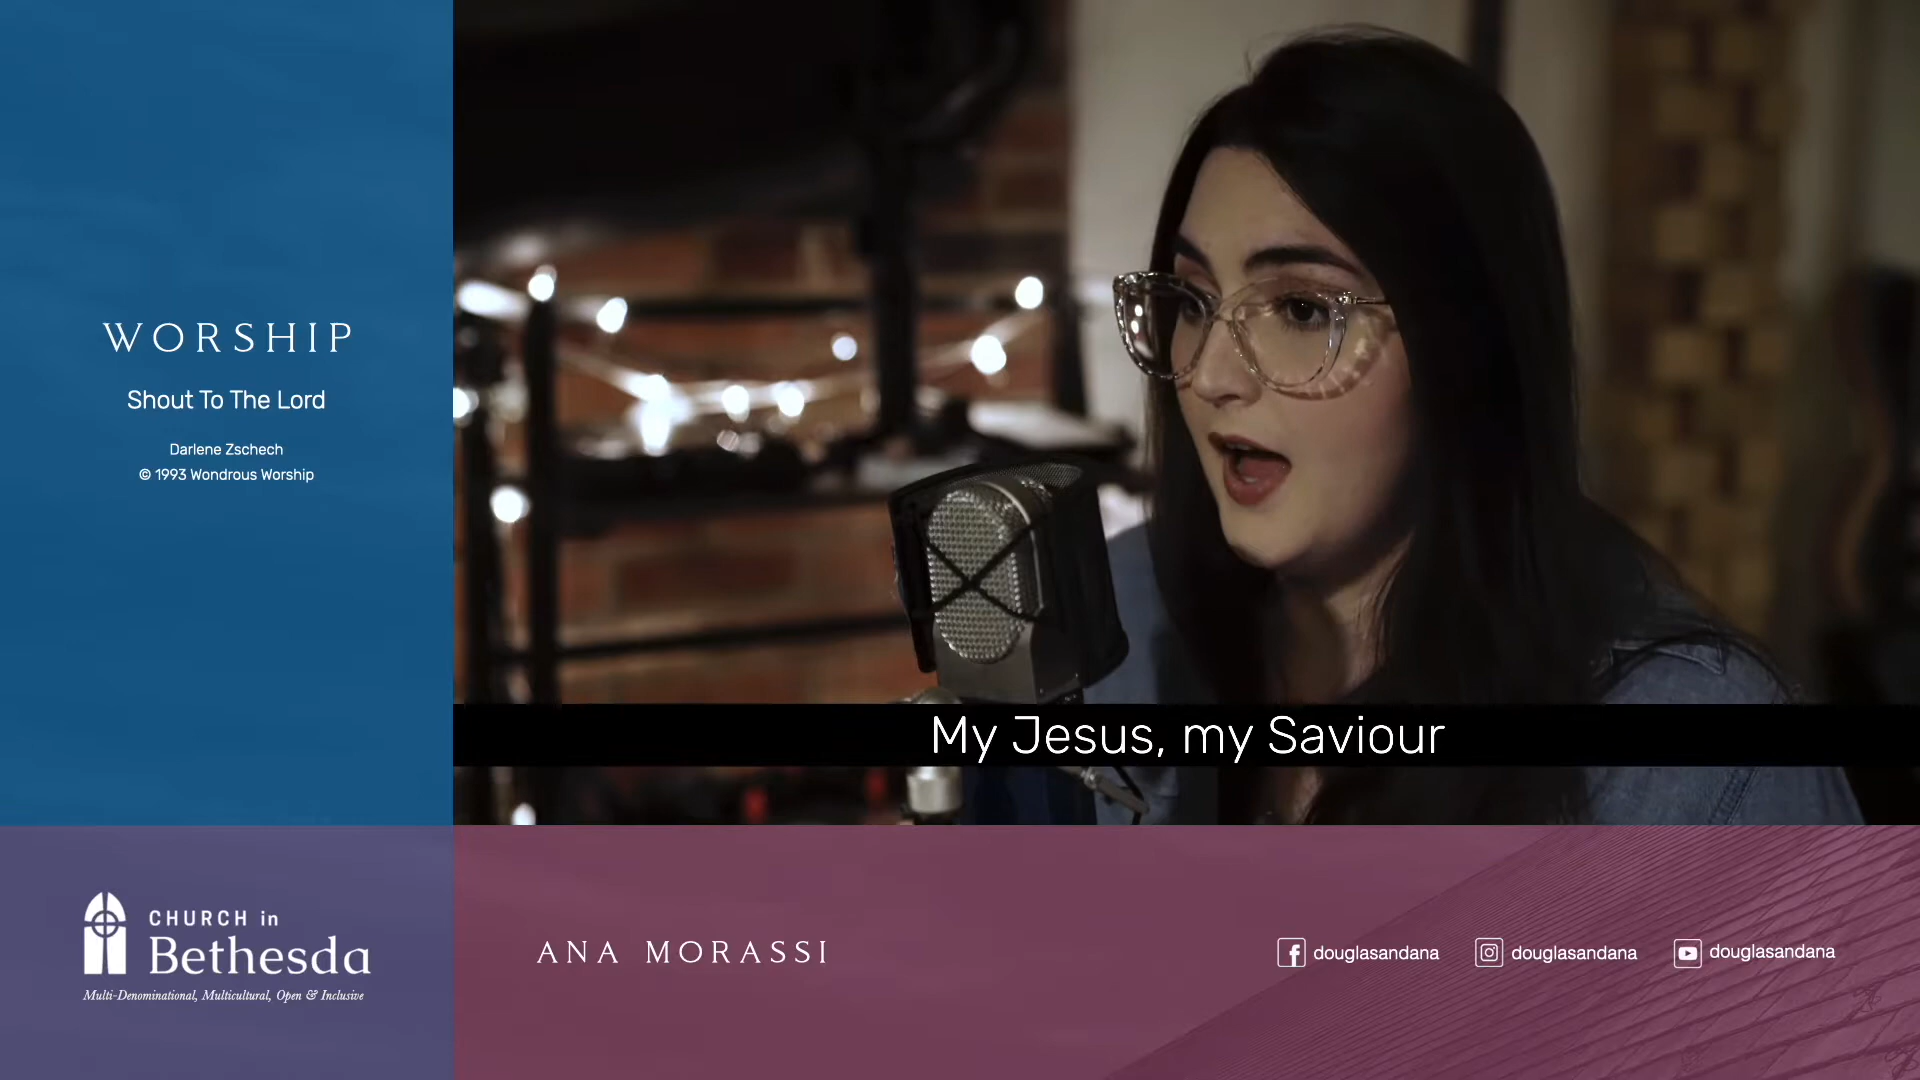 WORSHIP
Shout To The Lord
Darlene Zschech
© 1993 Wondrous Worship
My Jesus, my Saviour
CHURCH in
Bethesda
Multi-Denominational, Multicultural, Open & Inclusive
ANA MORASSI
douglasandana
douglasandana
douglasandana